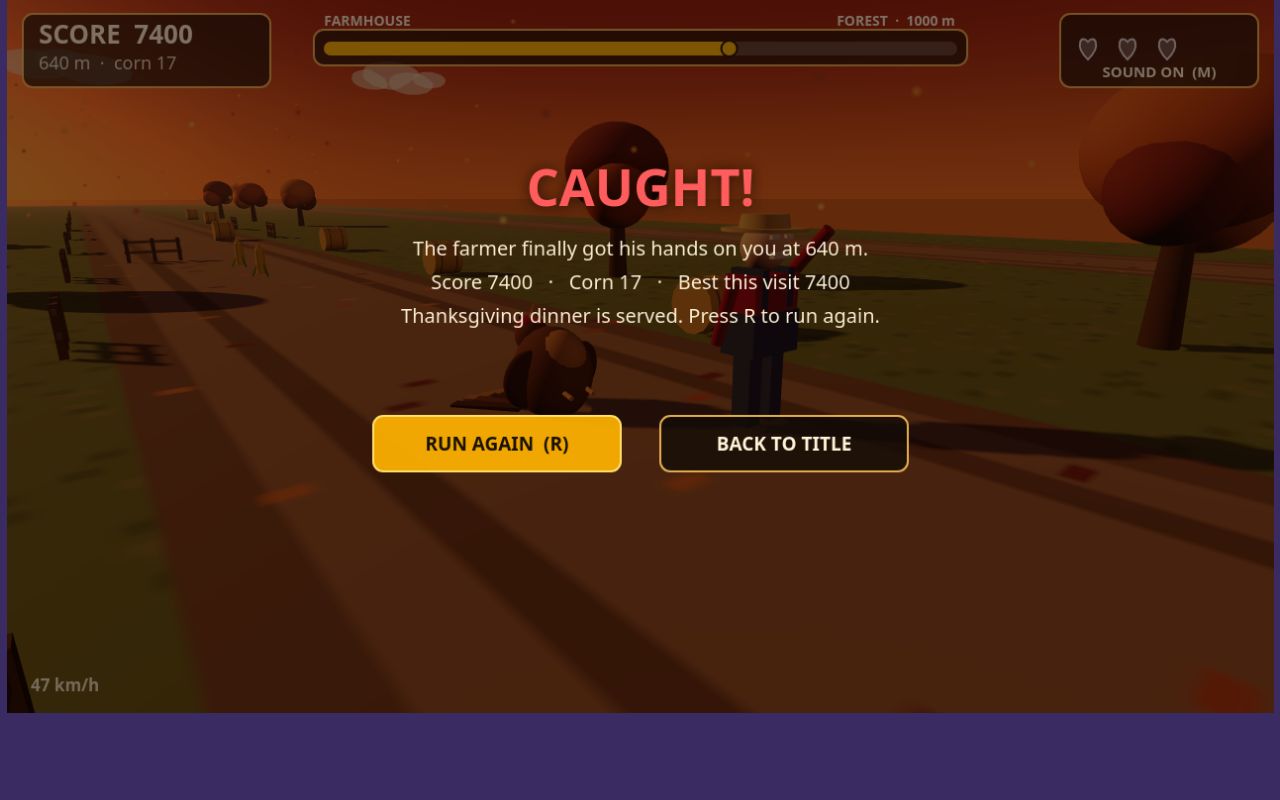 SCORE 7400
640 m · corn 17
FARMHOUSE
FOREST · 1000 m
SOUND ON (M)
CAUGHT!
The farmer finally got his hands on you at 640 m.
Score 7400 · Corn 17 · Best this visit 7400
Thanksgiving dinner is served. Press R to run again.
RUN AGAIN (R)
BACK TO TITLE
47 km/h